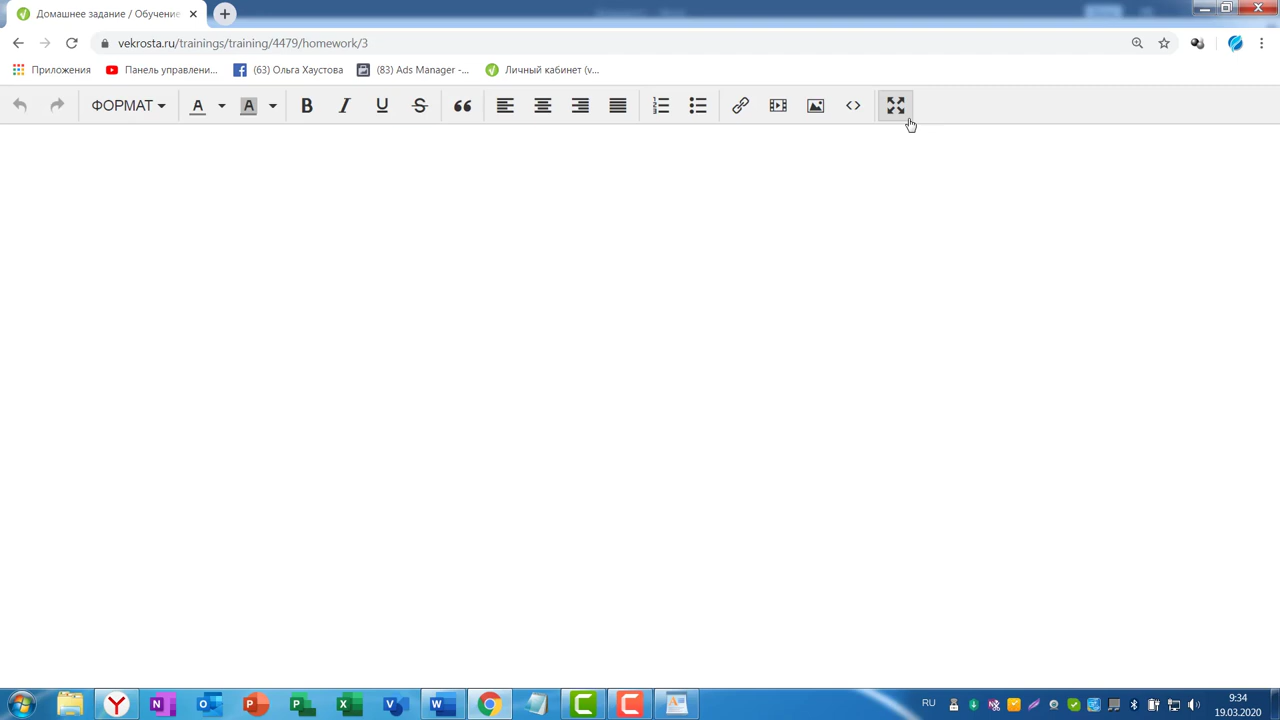 Домашнее задание / Обучение
vekrosta.ru/trainings/training/4479/homework/3
Приложения
Панель управлени...
(63) Ольга Хаустова
(83) Ads Manager -...
Личный кабинет (v...
ФОРМАТ
RU
9:34
19.03.2020